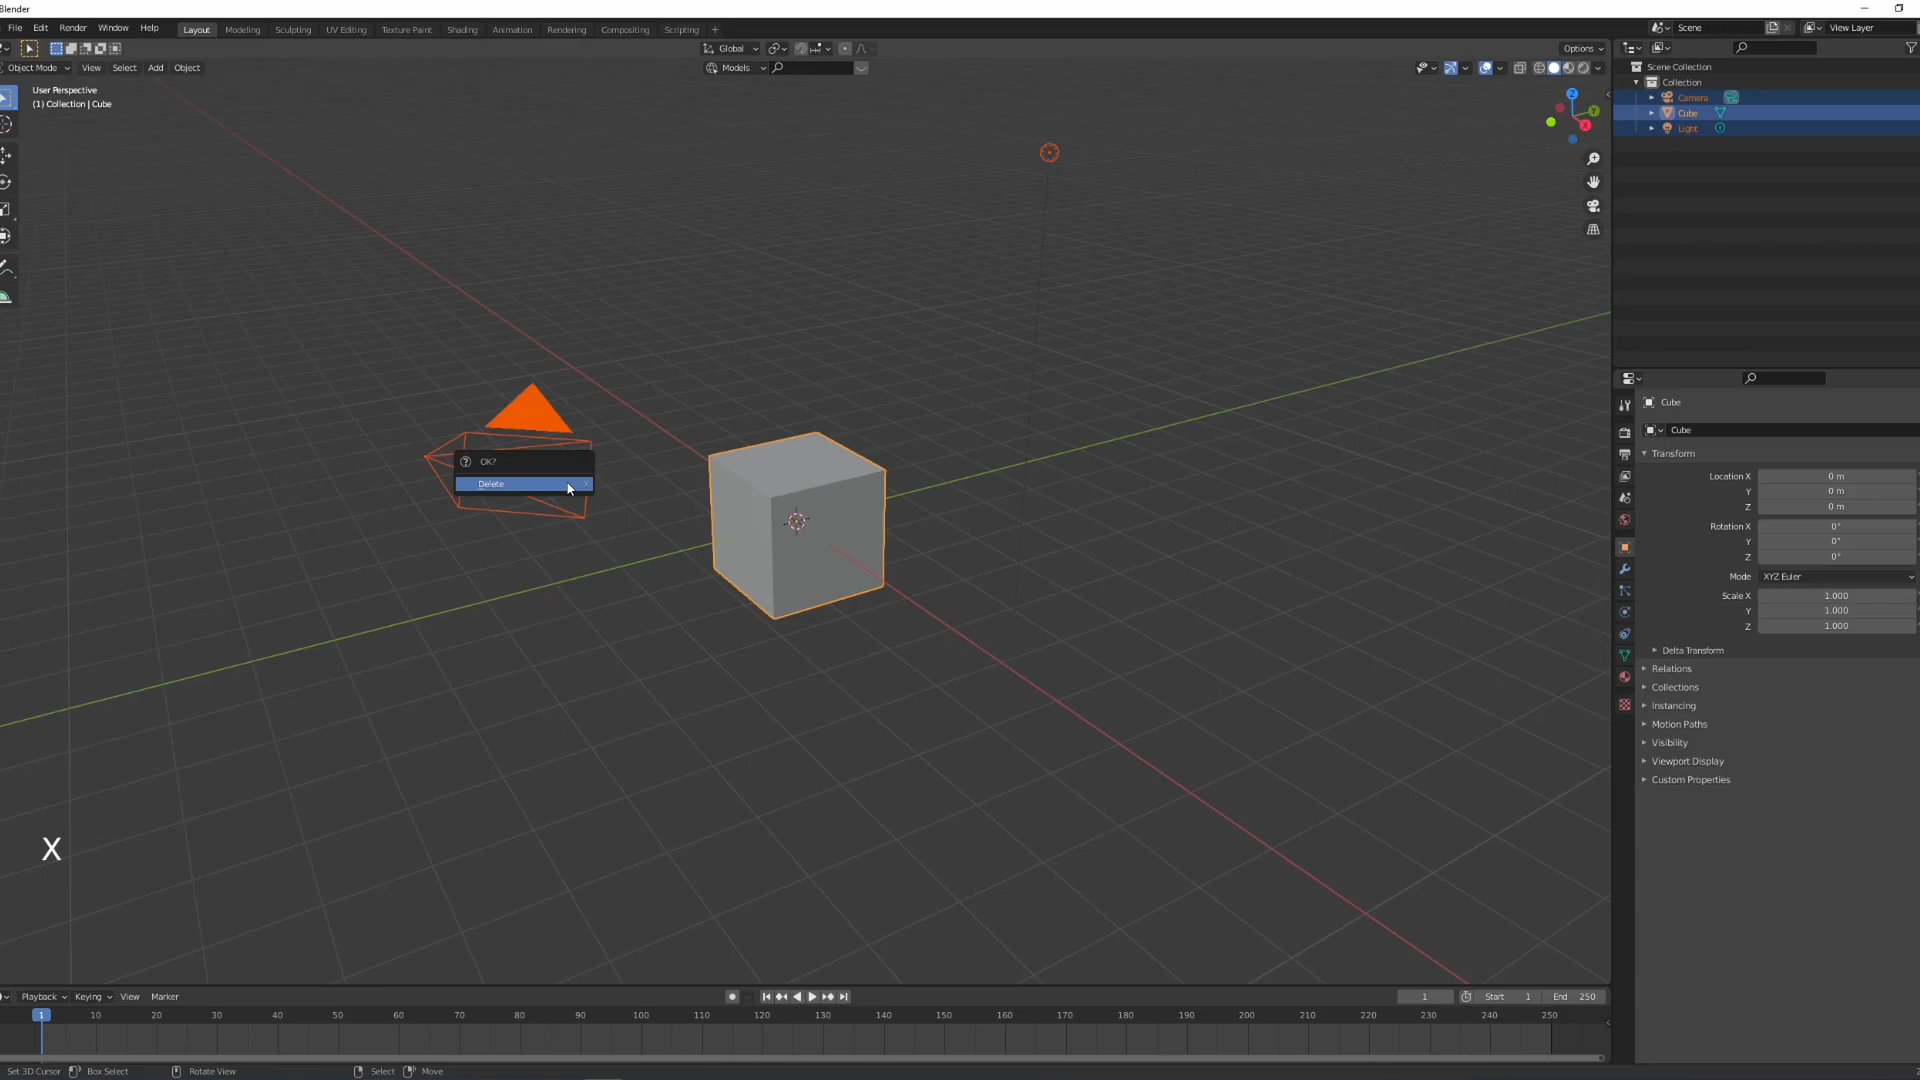 Blender
File Edit Render Window Help Layout Modeling Sculpting UV Editing Texture Paint Shading Animation Rendering Compositing Scripting + Scene View Layer
Global Options
Object Mode View Select Add Object Models
User Perspective
(1) Collection | Cube
Scene Collection
Collection
Camera
Cube
Light
Z
Y
X
OK?
Delete x
Cube
Cube
Transform
Location X 0 m
Y 0 m
Z 0 m
Rotation X 0°
Y 0°
Z 0°
Mode XYZ Euler
Scale X 1.000
Y 1.000
Z 1.000
Delta Transform
Relations
Collections
Instancing
Motion Paths
Visibility
Viewport Display
Custom Properties
X
Playback Keying View Marker 1 Start 1 End 250
1 10 20 30 40 50 60 70 80 90 100 110 120 130 140 150 160 170 180 190 200 210 220 230 240 250
Set 3D Cursor Box Select Rotate View Select Move